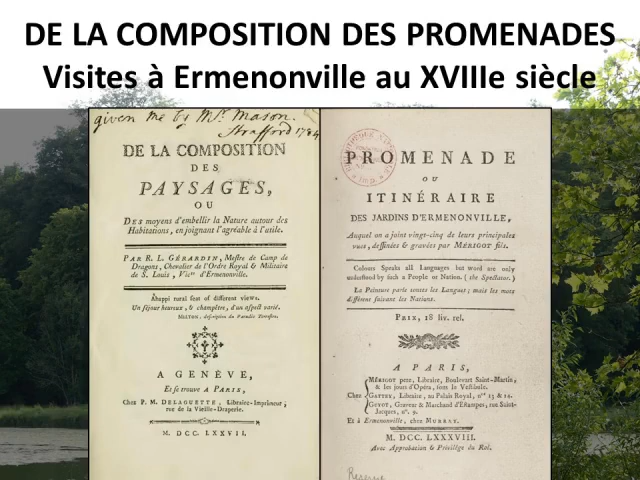 DE LA COMPOSITION DES PROMENADES
Visites à Ermenonville au XVIIIe siècle
given me by Mr. Mason.
Strafford 1784
DE LA COMPOSITION
DES
PAYSAGES,
OU
Des moyens d'embellir la Nature autour des
Habitations, en joignant l'agréable à l'utile.
PAR R. L. GÉRARDIN, Mestre de Camp de
Dragons, Chevalier de l'Ordre Royal & Militaire
de S. Louis, Victe d'Ermenonville.
Ahappi rural seat of different views.
Un séjour heureux, & champêtre, d'un aspect varié.
MILTON, description du Paradis Terrestre.
A GENÈVE,
Et se trouve A PARIS,
Chez P. M. DELAGUETTE, Libraire-Imprimeur,
rue de la Vieille-Draperie.
M. DCC. LXXVII.
PROMENADE
OU
ITINÉRAIRE
DES JARDINS D'ERMENONVILLE,
Auquel on a joint vingt-cinq de leurs principales
vues, dessinées & gravées par MÉRIGOT fils.
Colours Speaks all Languages but word are only
understood by such a People or Nation. (the Spectator.)
La Peinture parle toutes les Langues; mais les mots
different suivant les Nations.
PRIX, 18 liv. rel.
A PARIS,
Chez
MÉRIGOT pere, Libraire, Boulevart Saint-Martin,
& les jours d'Opéra, sous le Vestibule.
GATTEY, Libraire, au Palais Royal, nos 13 & 14.
GUYOT, Graveur & Marchand d'Estampes, rue Saint-
Jacques, n°. 9.
Et à Ermenonville, chez MURRAY.
M. DCC. LXXXVIII.
Avec Approbation & Privilége du Roi.
Reserve